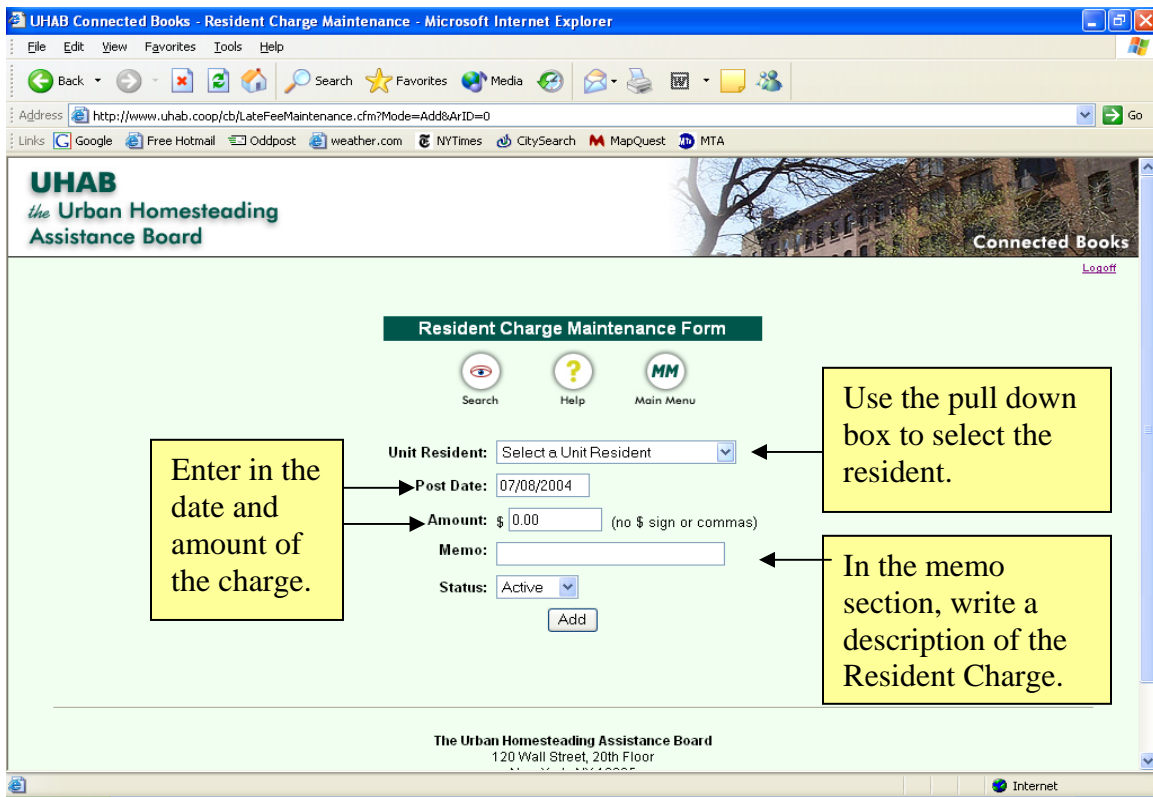 UHAB Connected Books - Resident Charge Maintenance - Microsoft Internet Explorer
File Edit View Favorites Tools Help
Back Search Favorites Media
Address http://www.uhab.coop/cb/LateFeeMaintenance.cfm?Mode=Add&ArID=0 Go
Links Google Free Hotmail Oddpost weather.com NYTimes CitySearch MapQuest MTA
UHAB
the Urban Homesteading
Assistance Board
Connected Books
Logoff
Resident Charge Maintenance Form
MM
Search Help Main Menu
Unit Resident: Select a Unit Resident
Post Date: 07/08/2004
Amount: $ 0.00 (no $ sign or commas)
Memo:
Status: Active
Add
Enter in the
date and
amount of
the charge.
Use the pull down
box to select the
resident.
In the memo
section, write a
description of the
Resident Charge.
The Urban Homesteading Assistance Board
120 Wall Street, 20th Floor
Internet